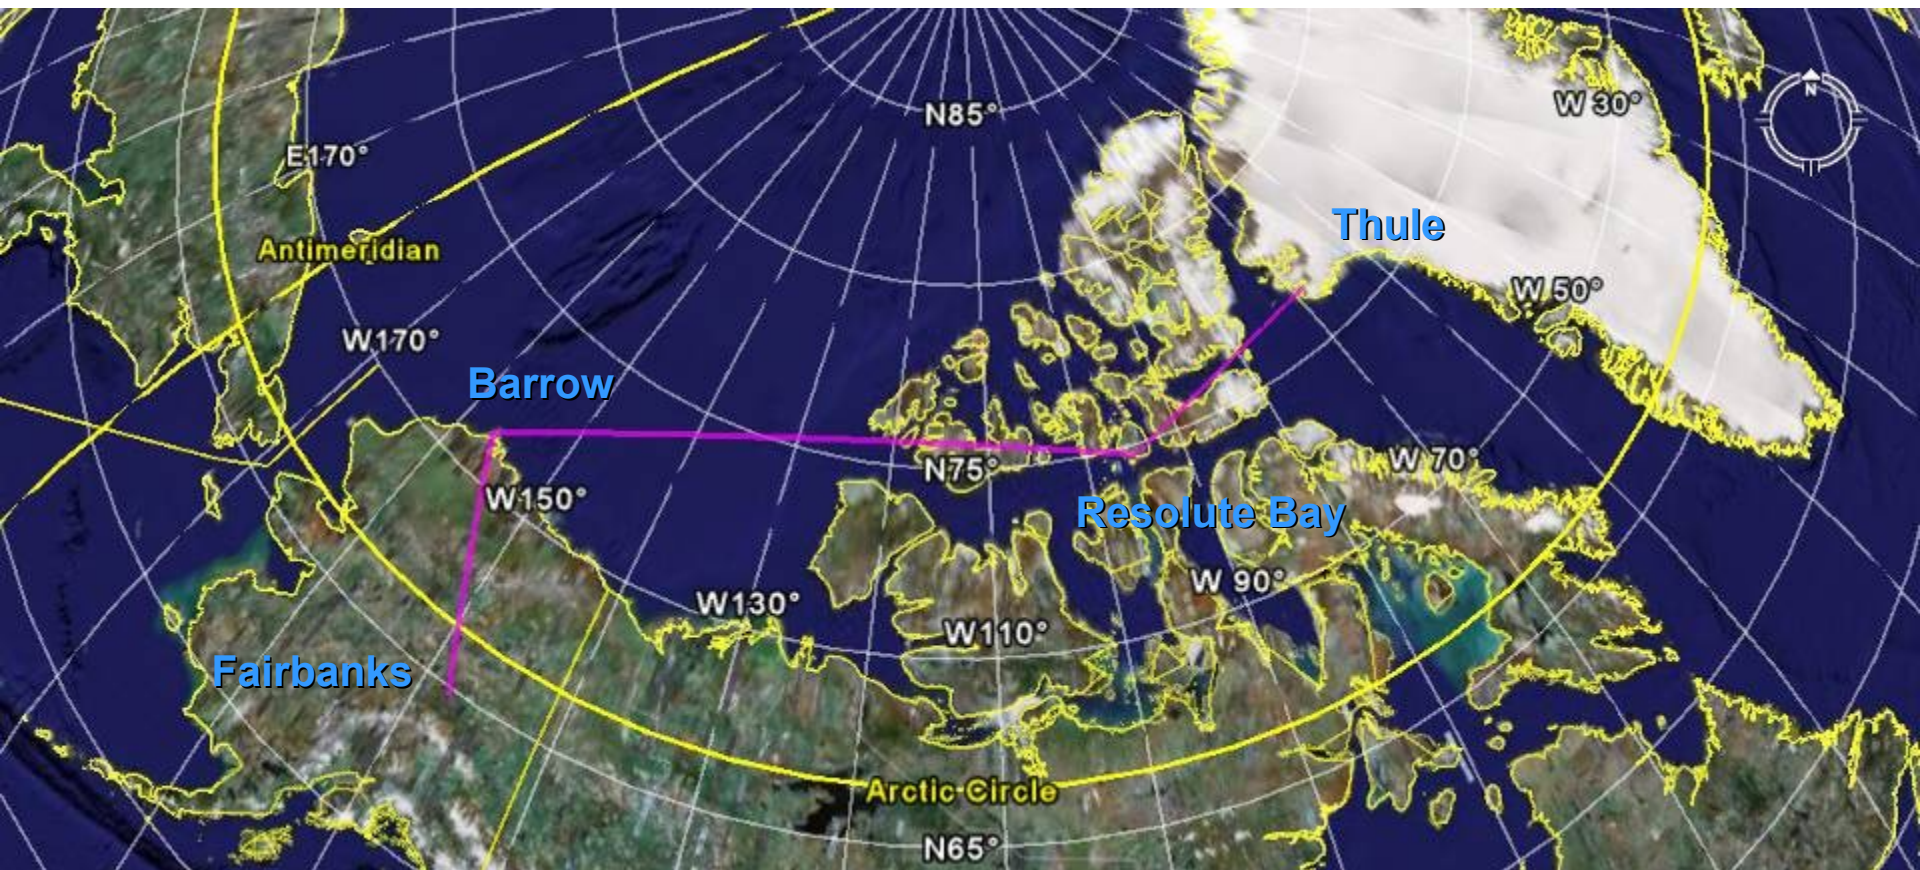 N85°
W 30°
N
E170°
Thule
Antimeridian
W 50°
W170°
Barrow
W 70°
N75°
W150°
Resolute Bay
W 90°
W130°
W110°
Fairbanks
Arctic Circle
N65°